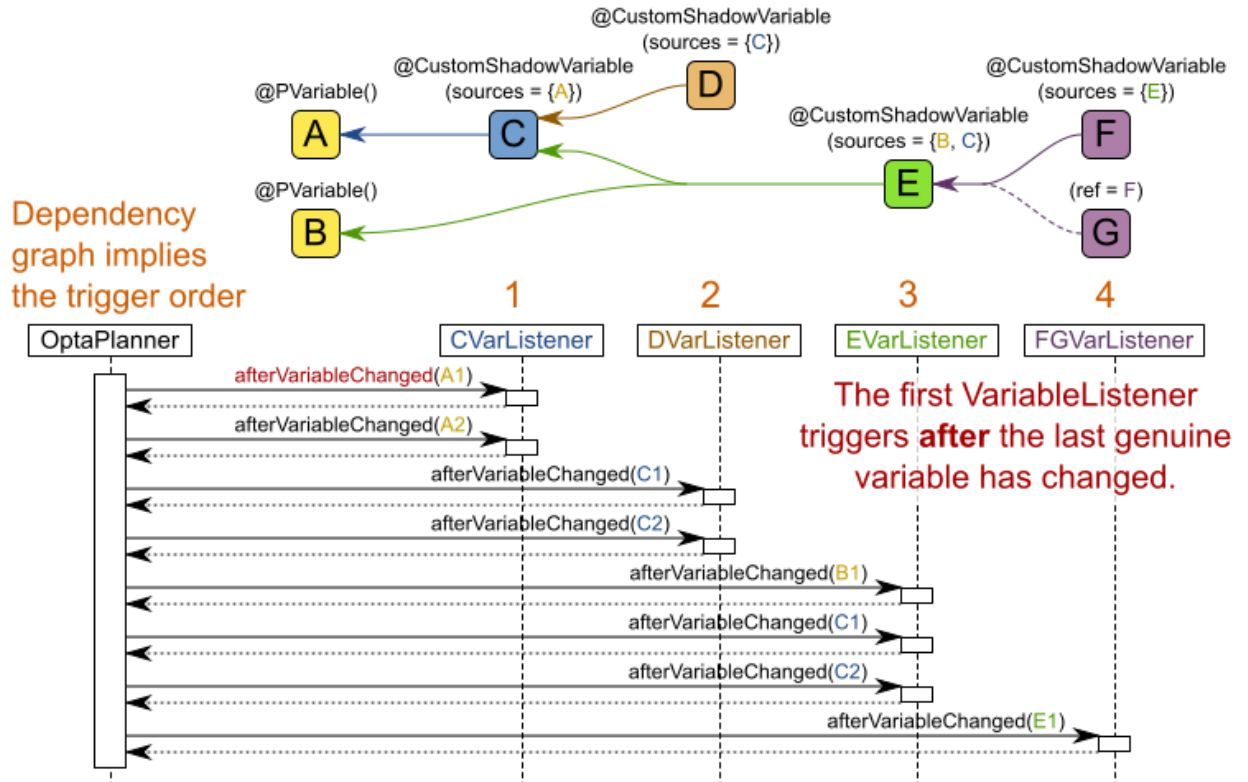 @CustomShadowVariable
(sources = {C})
D
@CustomShadowVariable
(sources = {A})
C
@PVariable()
A
@CustomShadowVariable
(sources = {E})
F
@CustomShadowVariable
(sources = {B, C})
E
@PVariable()
B
(ref = F)
G
Dependency
graph implies
the trigger order
1
2
3
4
OptaPlanner
CVarListener
DVarListener
EVarListener
FGVarListener
afterVariableChanged(A1)
The first VariableListener
triggers after the last genuine
variable has changed.
afterVariableChanged(A2)
afterVariableChanged(C1)
afterVariableChanged(C2)
afterVariableChanged(B1)
afterVariableChanged(C1)
afterVariableChanged(C2)
afterVariableChanged(E1)